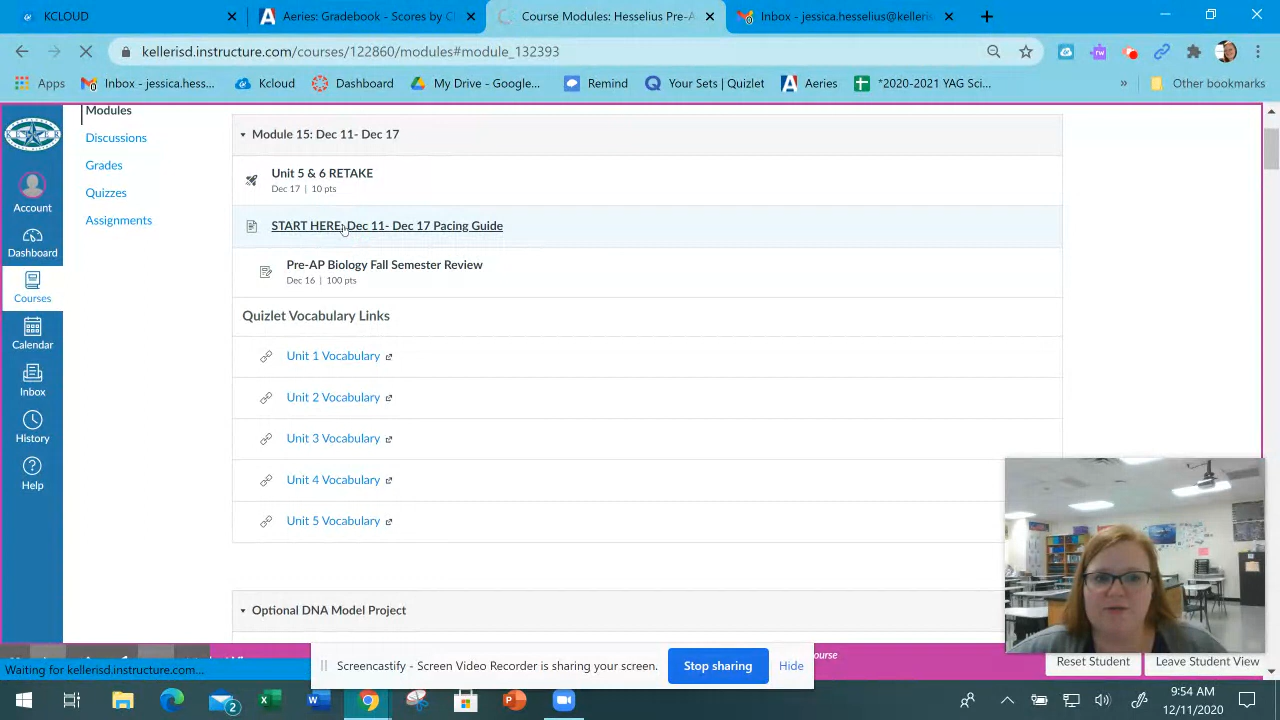 KCLOUD
Aeries: Gradebook - Scores by Cl
Course Modules: Hesselius Pre-A
Inbox - jessica.hesselius@kelleris
kellerisd.instructure.com/courses/122860/modules#module_132393
Apps
Inbox - jessica.hess...
Kcloud
Dashboard
My Drive - Google...
Remind
Your Sets | Quizlet
Aeries
*2020-2021 YAG Sci...
»
Other bookmarks
Modules
Discussions
Grades
Quizzes
Assignments
KELLER
Account
Dashboard
Courses
Calendar
Inbox
History
Help
Module 15: Dec 11- Dec 17
Unit 5 & 6 RETAKE
Dec 17 | 10 pts
START HERE: Dec 11- Dec 17 Pacing Guide
Pre-AP Biology Fall Semester Review
Dec 16 | 100 pts
Quizlet Vocabulary Links
Unit 1 Vocabulary
Unit 2 Vocabulary
Unit 3 Vocabulary
Unit 4 Vocabulary
Unit 5 Vocabulary
Optional DNA Model Project
ourse
Reset Student
Leave Student View
Waiting for kellerisd.instructure.com...
Screencastify - Screen Video Recorder is sharing your screen.
Stop sharing
Hide
2
9:54 AM
12/11/2020